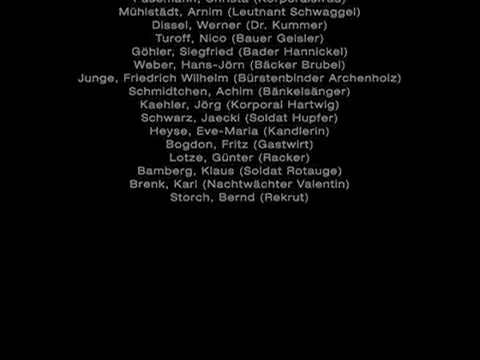 Mühlstädt, Arnim (Leutnant Schwaggel)
Dissel, Werner (Dr. Kummer)
Turoff, Nico (Bauer Geisler)
Göhler, Siegfried (Bader Hannickel)
Weber, Hans-Jörn (Bäcker Brubel)
Junge, Friedrich Wilhelm (Bürstenbinder Archenholz)
Schmidtchen, Achim (Bänkelsänger)
Kaehler, Jörg (Korporal Hartwig)
Schwarz, Jaecki (Soldat Hupfer)
Heyse, Eve-Maria (Kandlerin)
Bogdon, Fritz (Gastwirt)
Lotze, Günter (Racker)
Bamberg, Klaus (Soldat Rotauge)
Brenk, Karl (Nachtwächter Valentin)
Storch, Bernd (Rekrut)